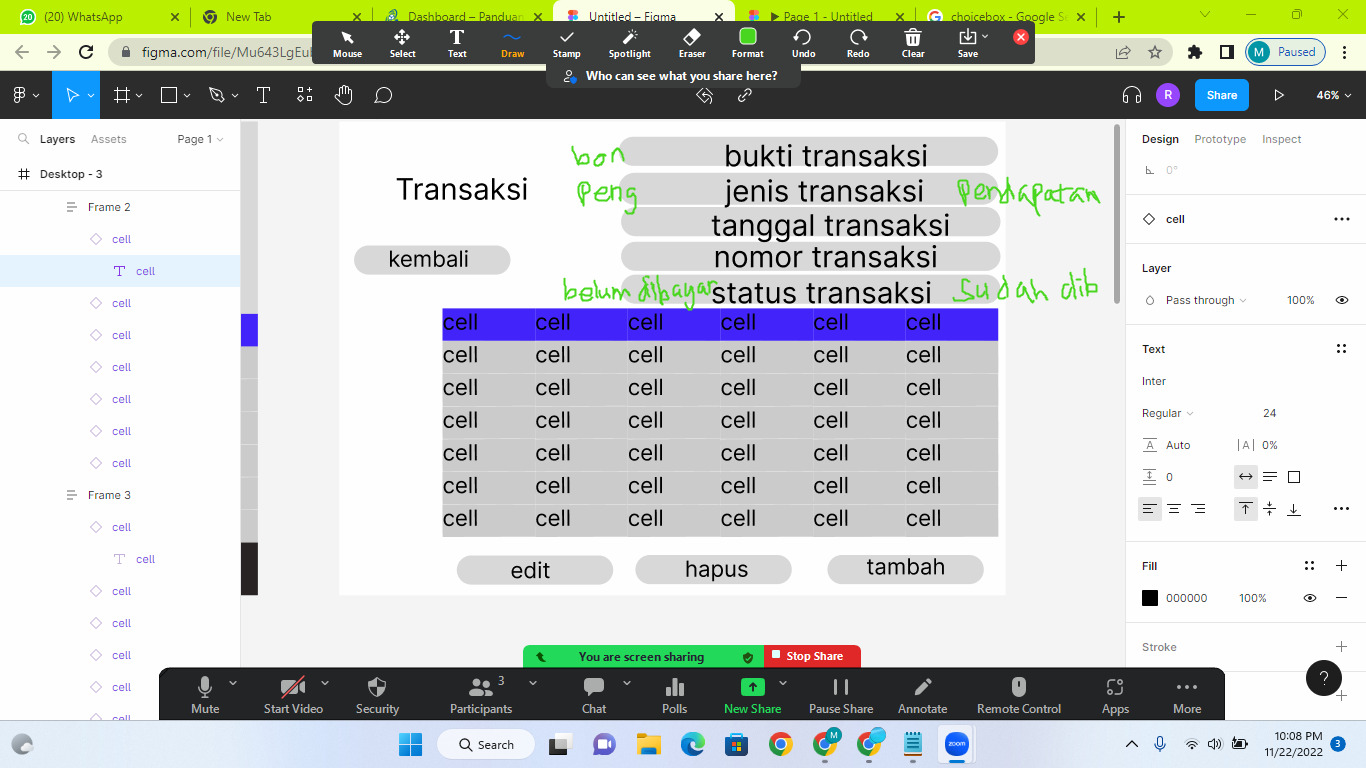 (20) WhatsApp
New Tab
Dashboard – Panduan
Untitled – Figma
Page 1 - Untitled
choicebox - Google Se
figma.com/file/Mu643LgEul
Mouse
Select
Text
Draw
Stamp
Spotlight
Eraser
Format
Undo
Redo
Clear
Save
M Paused
Who can see what you share here?
R
Share
46%
Layers
Assets
Page 1
Design
Prototype
Inspect
Desktop - 3
0°
Frame 2
cell
cell
cell
cell
cell
cell
cell
cell
Frame 3
cell
cell
cell
cell
cell
cell
cell
Transaksi
kembali
bon
bukti transaksi
Peng
jenis transaksi
Pendapatan
tanggal transaksi
nomor transaksi
belum dibayar
status transaksi
Sudah dib
cell cell cell cell cell cell
cell cell cell cell cell cell
cell cell cell cell cell cell
cell cell cell cell cell cell
cell cell cell cell cell cell
cell cell cell cell cell cell
cell cell cell cell cell cell
edit
hapus
tambah
cell
Layer
Pass through
100%
Text
Inter
Regular
24
Auto
|A| 0%
0
Fill
000000
100%
Stroke
?
You are screen sharing
Stop Share
Mute
Start Video
Security
Participants
3
Chat
Polls
New Share
Pause Share
Annotate
Remote Control
Apps
More
Search
M
zoom
10:08 PM
11/22/2022
3